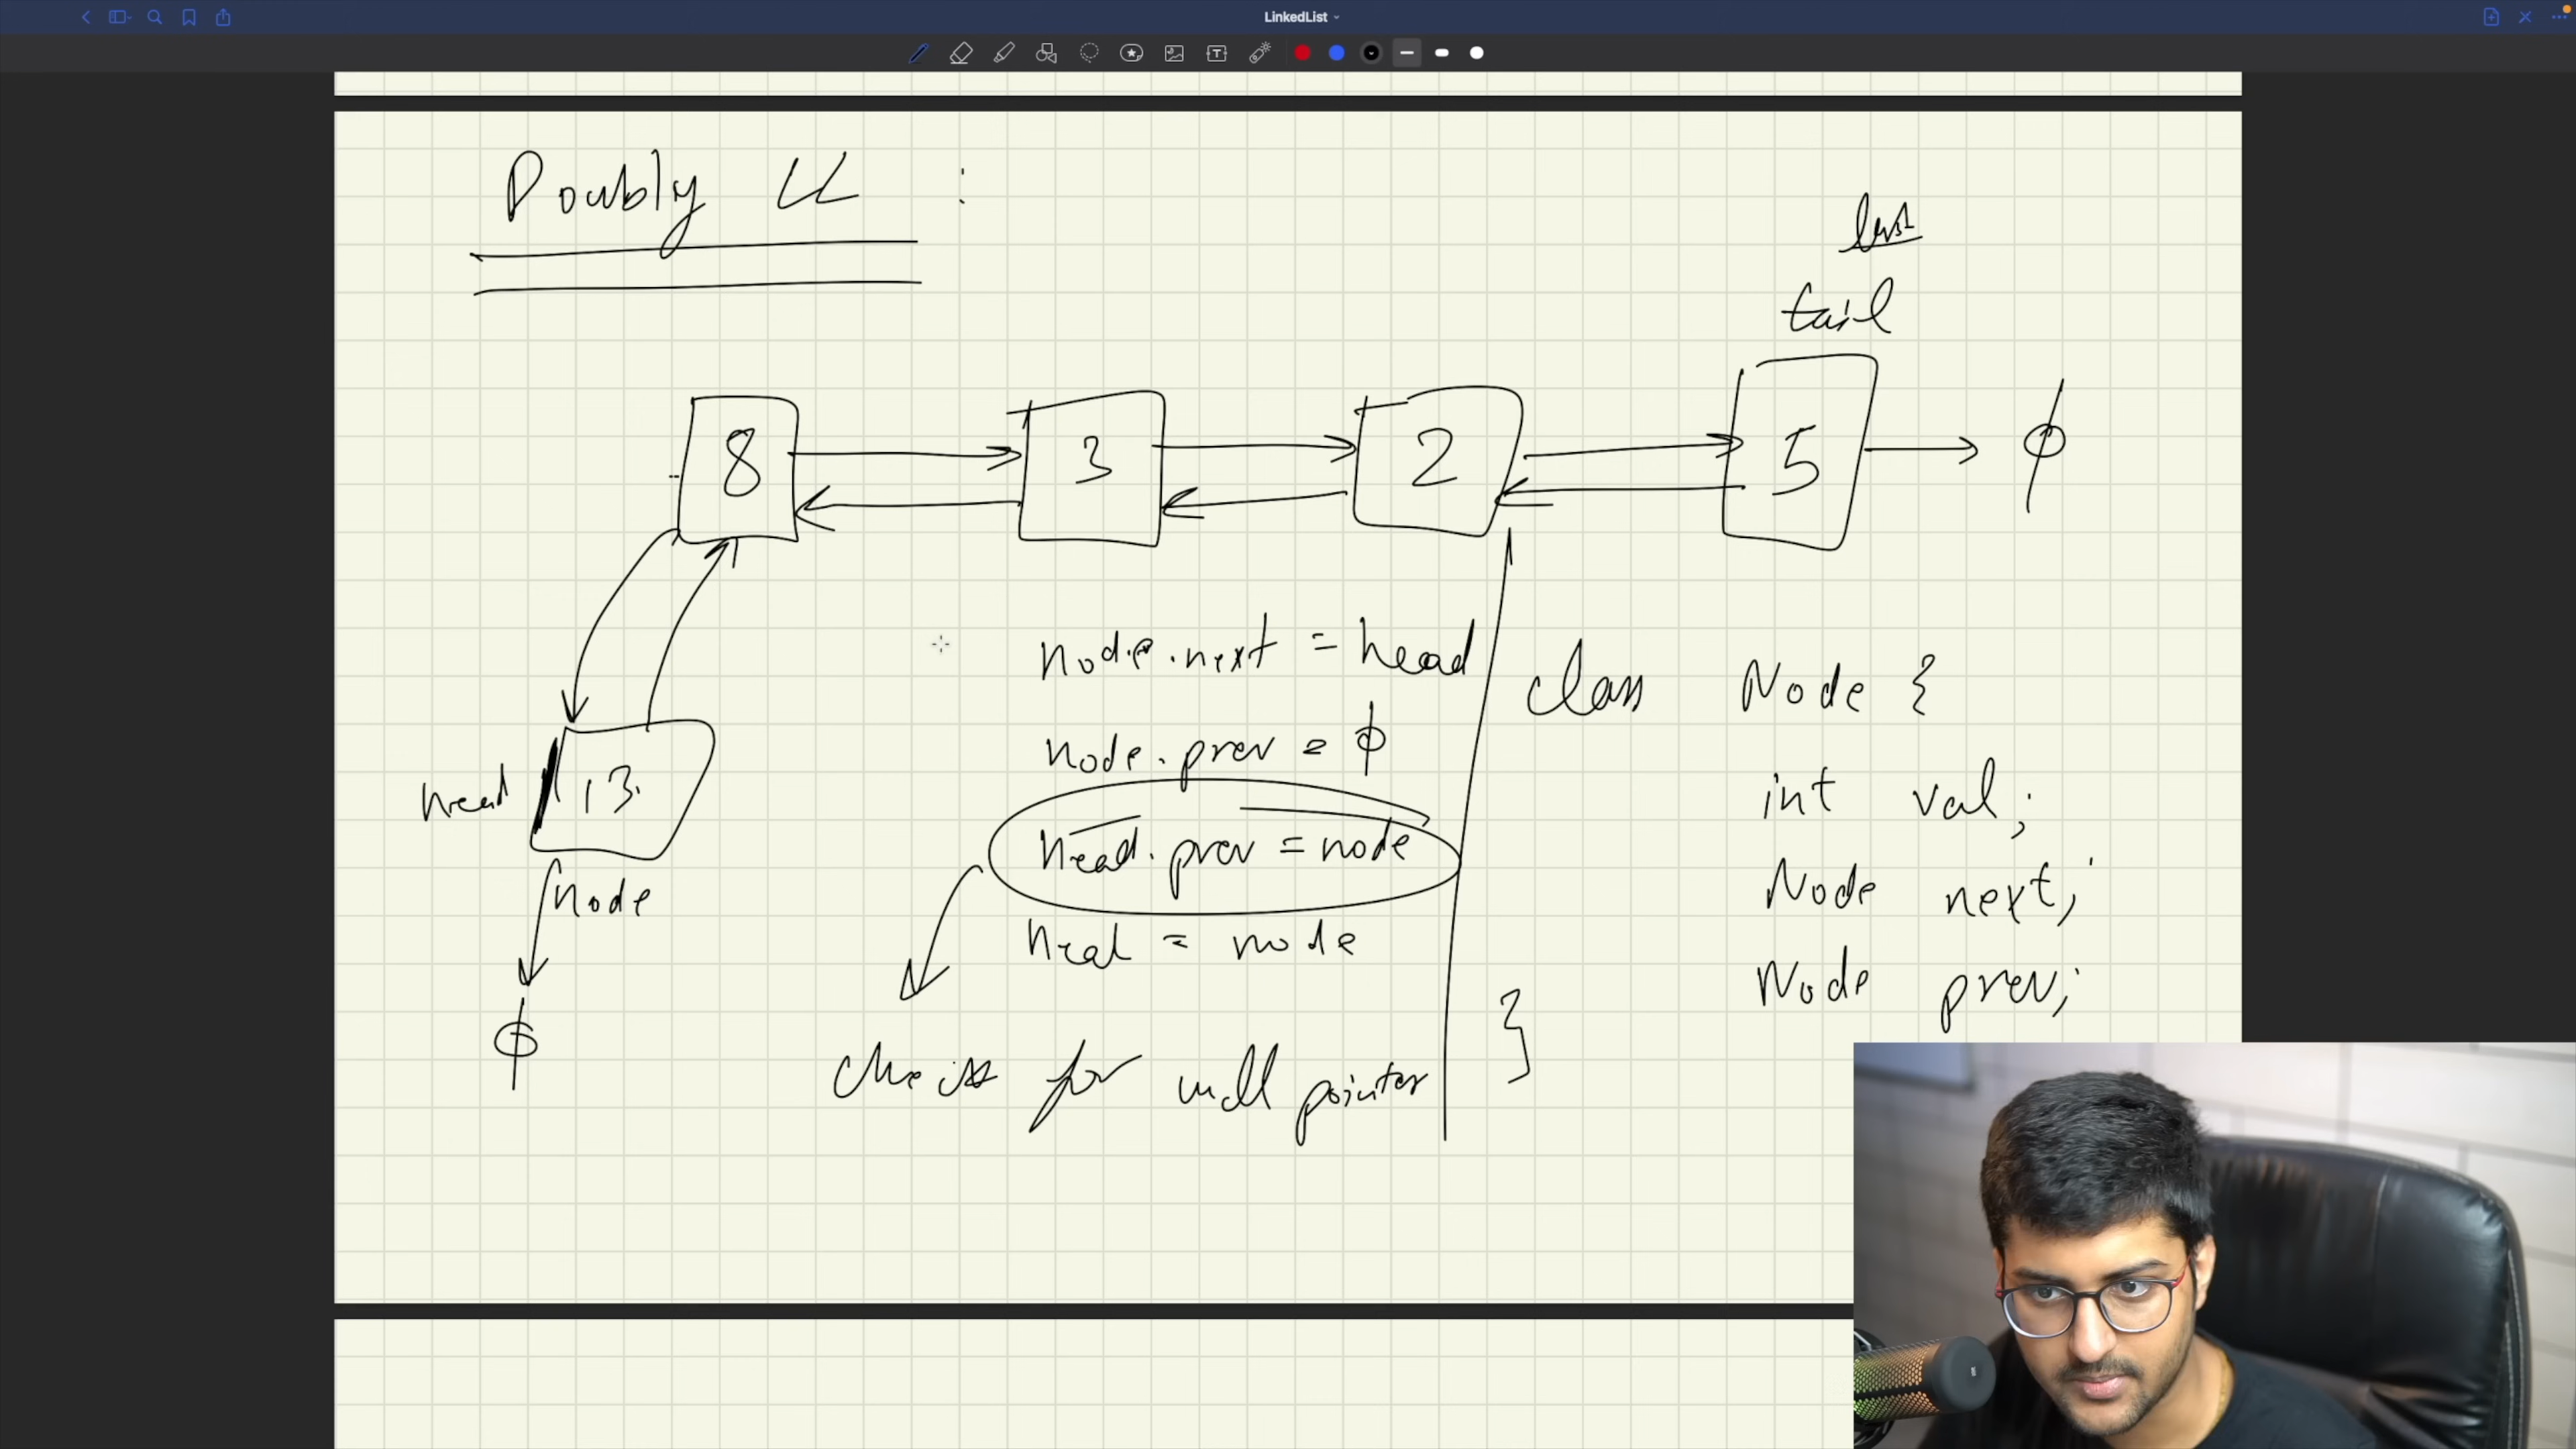 LinkedList
Doubly LL :
last
tail
8 3 2 5 φ
node.next = head
node.prev = φ
head.prev = node
head = node
check for null pointer
class Node {
int val;
Node next;
Node prev;
}
head 13
node
φ